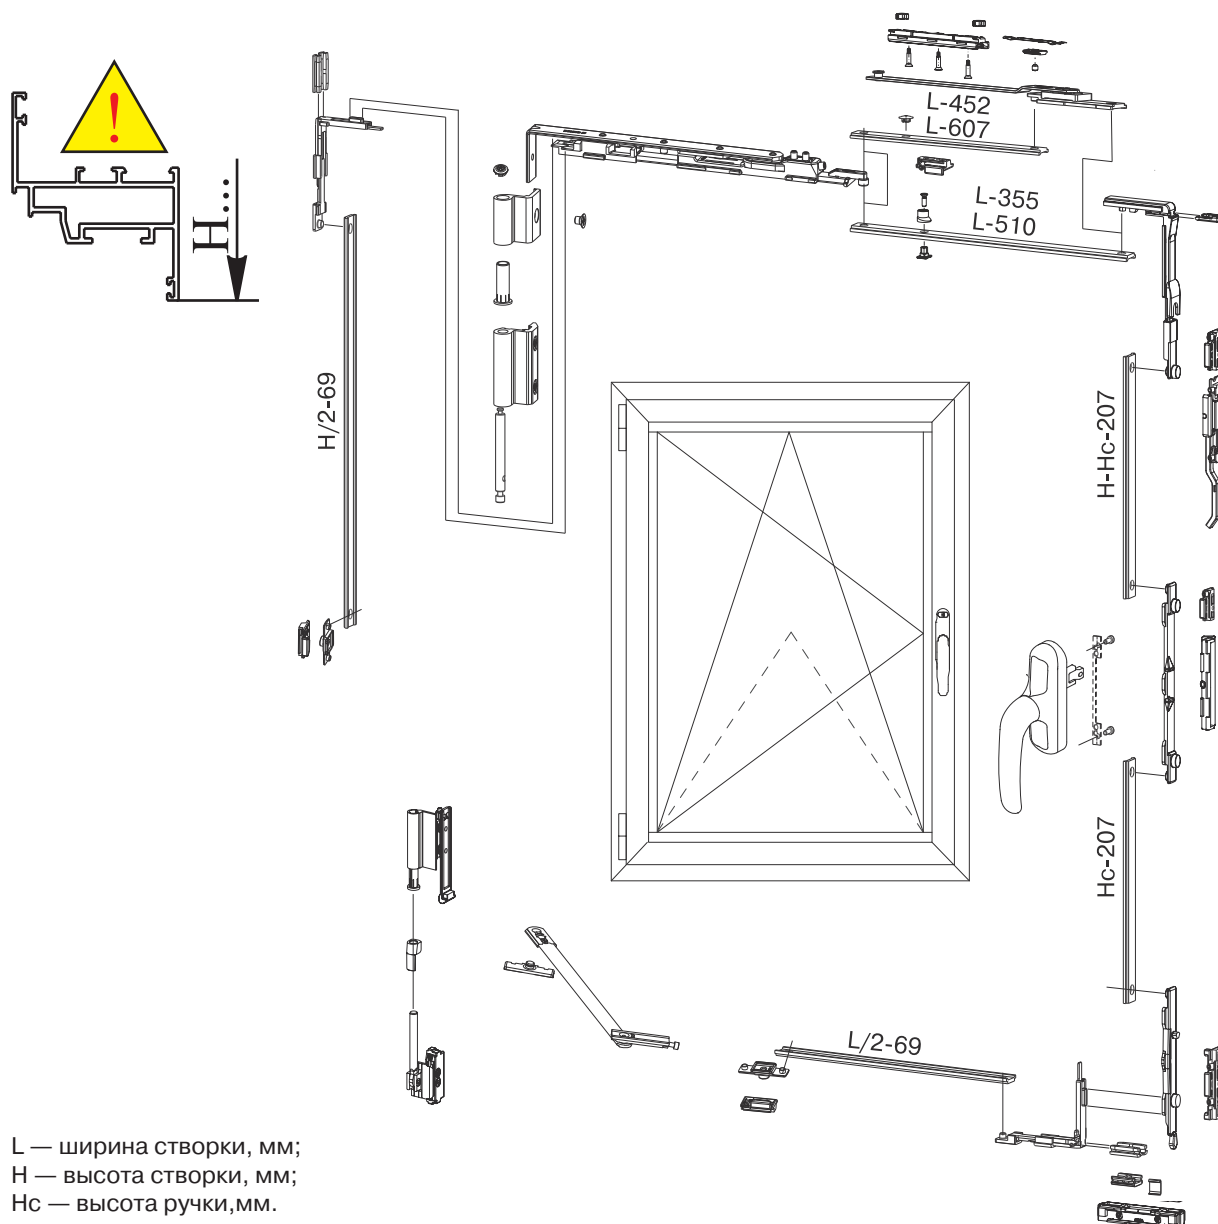 L-452
L-607
!
H...
L-355
L-510
H/2-69
H-Hc-207
Hc-207
L/2-69
L — ширина створки, мм;
H — высота створки, мм;
Hc — высота ручки,мм.